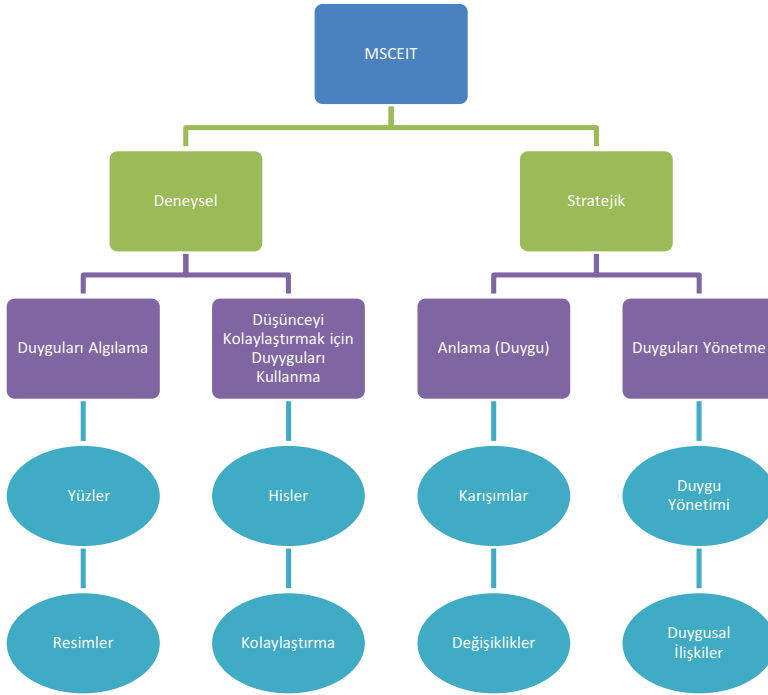 MSCEIT
Deneysel
Stratejik
Duyguları Algılama
Düşünceyi
Kolaylaştırmak için
Duyyguları
Kullanma
Anlama (Duygu)
Duyguları Yönetme
Yüzler
Hisler
Karışımlar
Duygu
Yönetimi
Resimler
Kolaylaştırma
Değişiklikler
Duygusal
İlişkiler